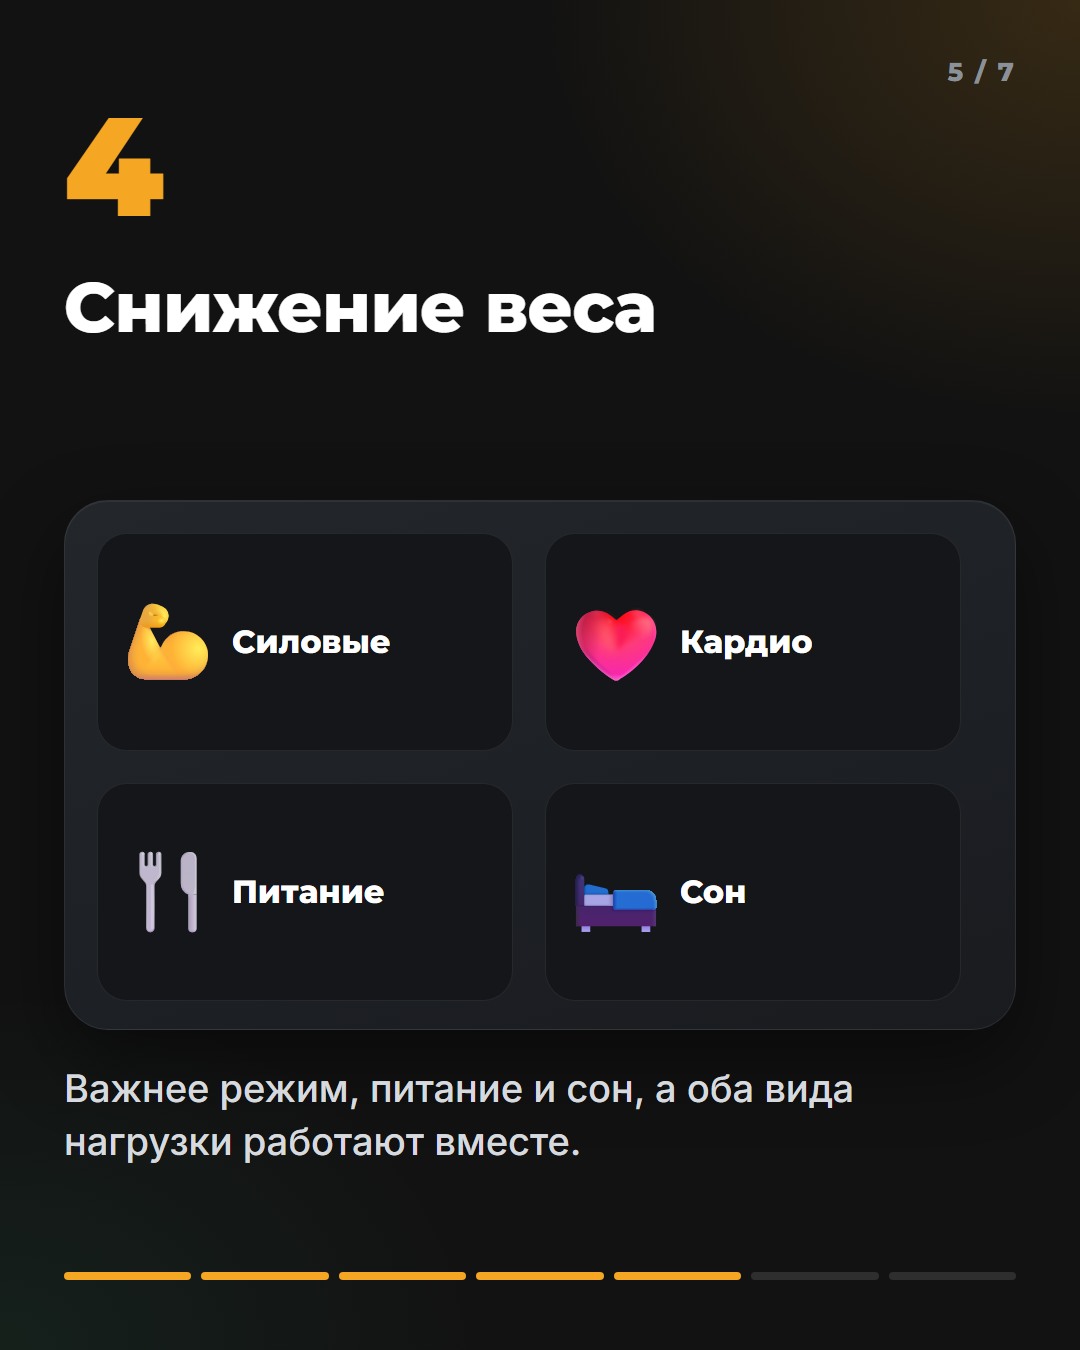 5 / 7
4
Снижение веса
Силовые
Кардио
Питание
Сон
Важнее режим, питание и сон, а оба вида
нагрузки работают вместе.